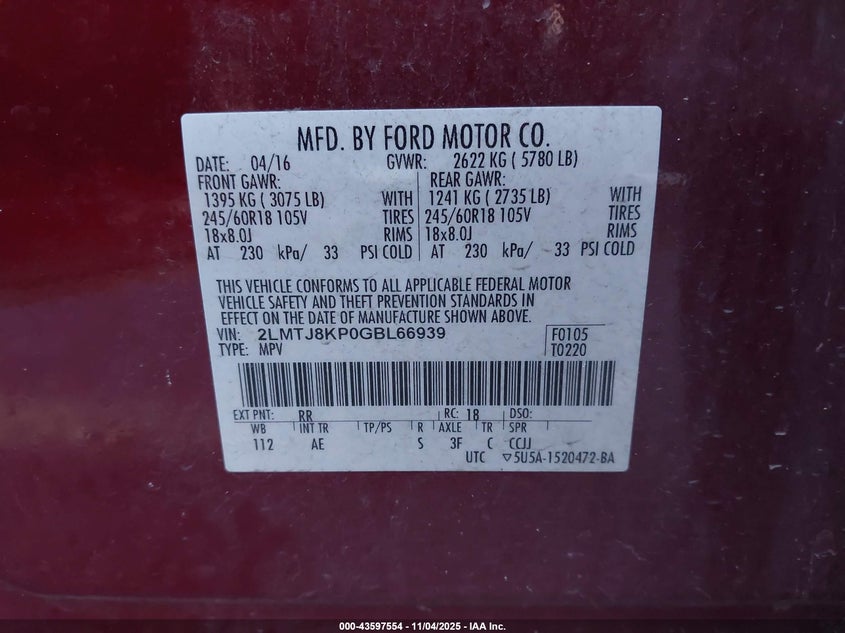 MFD. BY FORD MOTOR CO.
DATE: 04/16 GVWR: 2622 KG ( 5780 LB)
FRONT GAWR: REAR GAWR:
1395 KG ( 3075 LB) WITH 1241 KG ( 2735 LB) WITH
245/60R18 105V TIRES 245/60R18 105V TIRES
18x8.0J RIMS 18x8.0J RIMS
AT 230 kPa/ 33 PSI COLD AT 230 kPa/ 33 PSI COLD
THIS VEHICLE CONFORMS TO ALL APPLICABLE FEDERAL MOTOR
VEHICLE SAFETY AND THEFT PREVENTION STANDARDS IN
EFFECT ON THE DATE OF MANUFACTURE SHOWN ABOVE.
VIN: 2LMTJ8KP0GBL66939 F0105
TYPE: MPV T0220
EXT PNT: RR RC: 18 DSO:
WB INT TR TP/PS R AXLE TR SPR
112 AE S 3F C CCJJ
UTC ▽5U5A-1520472-BA
000-43597554 - 11/04/2025 - IAA Inc.